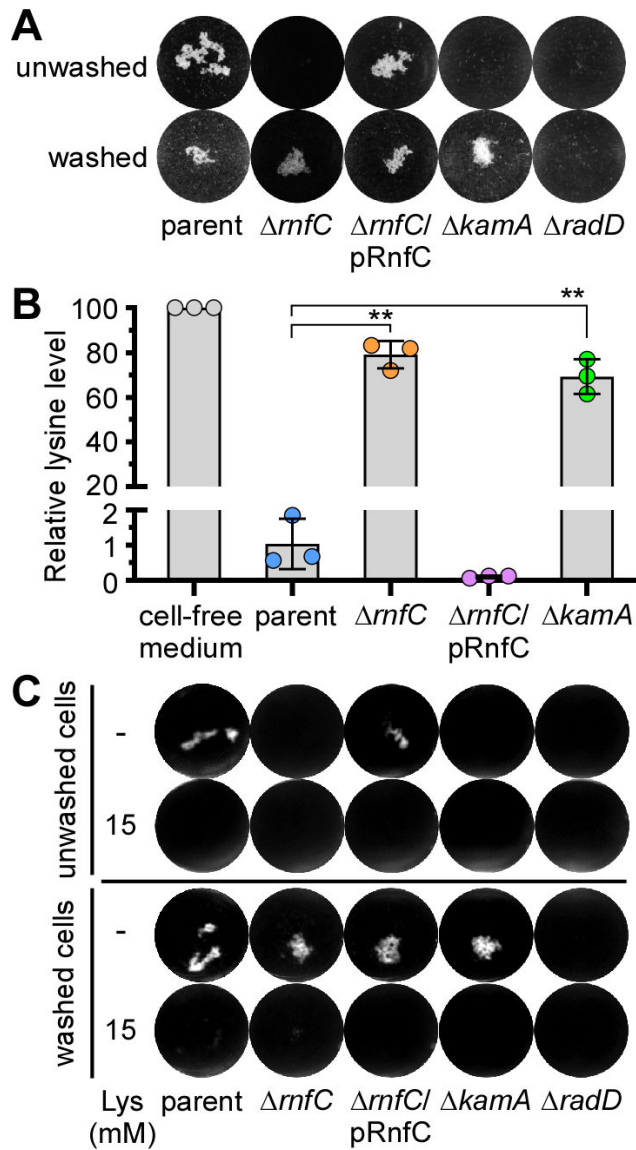 A
unwashed
washed
parent ΔrnfC ΔrnfC/ ΔkamA ΔradD
pRnfC
B
Relative lysine level
100
80
60
40
20
2
1
0
**
**
cell-free parent ΔrnfC ΔrnfC/ ΔkamA
medium pRnfC
C
unwashed cells
-
15
washed cells
-
15
Lys parent ΔrnfC ΔrnfC/ ΔkamA ΔradD
(mM) pRnfC